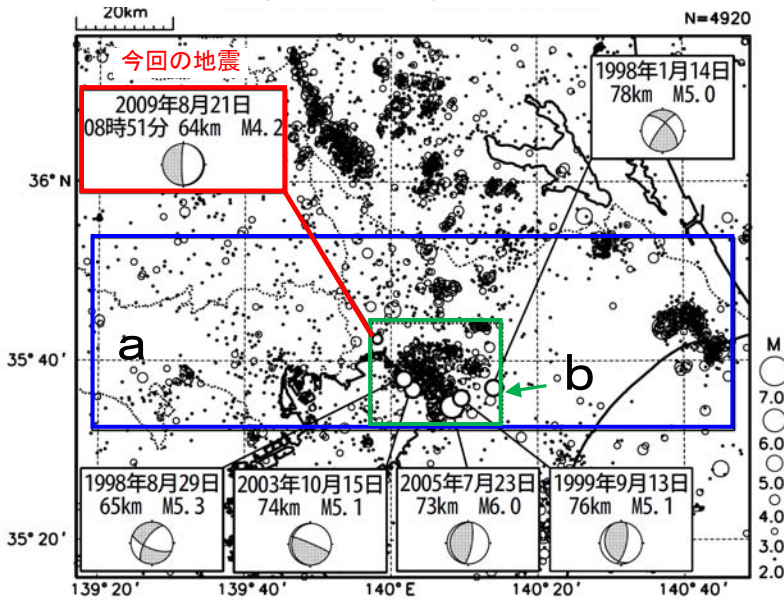 20km
N=4920
今回の地震
2009年8月21日
08時51分 64km M4.2
1998年1月14日
78km M5.0
36°N
a
35°40'
b
M
7.0
6.0
5.0
4.0
3.0
2.0
1998年8月29日
65km M5.3
2003年10月15日
74km M5.1
2005年7月23日
73km M6.0
1999年9月13日
76km M5.1
35°20'
139°20'
139°40'
140°E
140°20'
140°40'